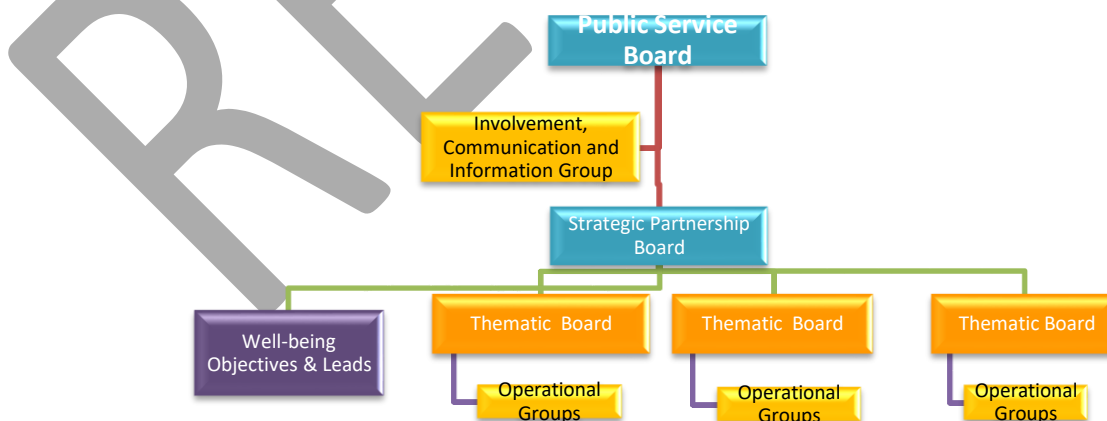 Public Service
Board
Involvement,
Communication and
Information Group
Strategic Partnership
Board
Well-being
Objectives & Leads
Thematic Board
Operational
Groups
Thematic Board
Operational
Groups
Thematic Board
Operational
Groups